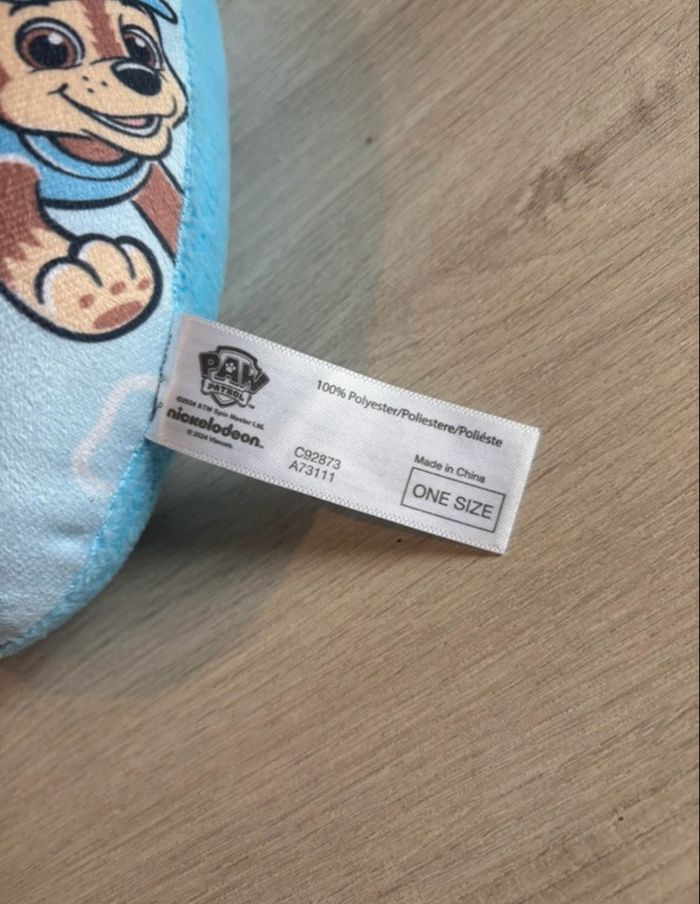 PAW
PATROL
©2024 &TM Spin Master Ltd.
nickelodeon
© 2024 Viacom
100% Polyester/Poliestere/Poliéste
C92873
A73111
Made in China
ONE SIZE